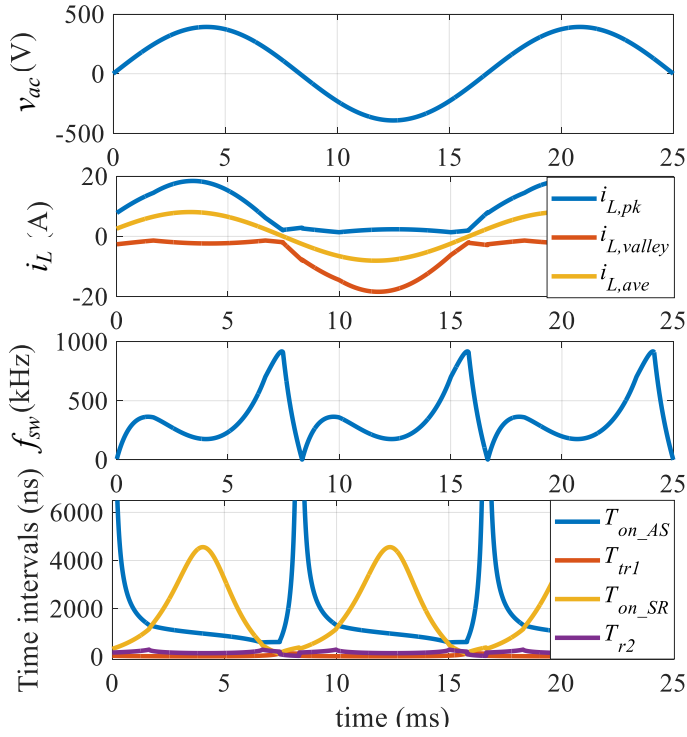 500
0
-500
v_ac (V)
0 5 10 15 20 25
20
0
-20
i_L (A)
i_L,pk
i_L,valley
i_L,ave
0 5 10 15 20 25
1000
500
0
f_sw (kHz)
0 5 10 15 20 25
6000
4000
2000
0
Time intervals (ns)
T_on_AS
T_tr1
T_on_SR
T_r2
0 5 10 15 20 25
time (ms)